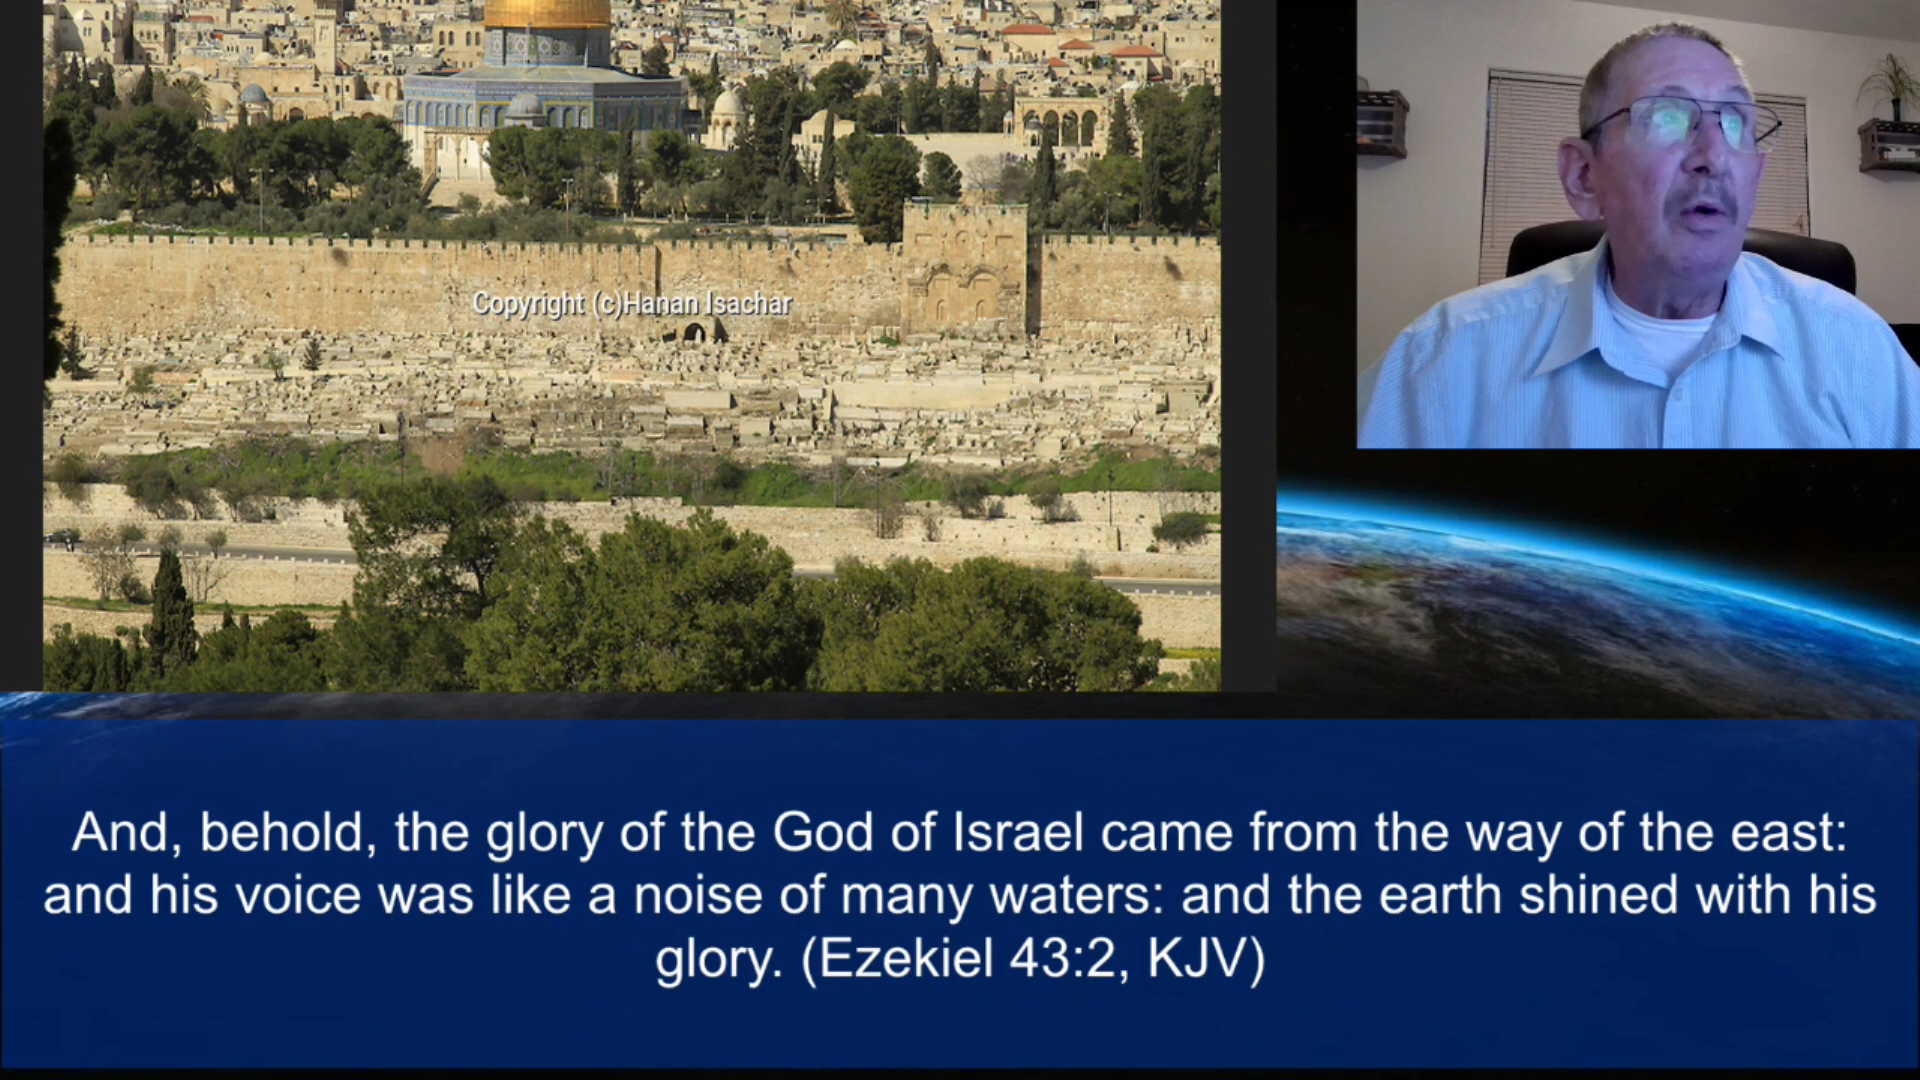 Copyright (c)Hanan Isachar
And, behold, the glory of the God of Israel came from the way of the east:
and his voice was like a noise of many waters: and the earth shined with his
glory. (Ezekiel 43:2, KJV)